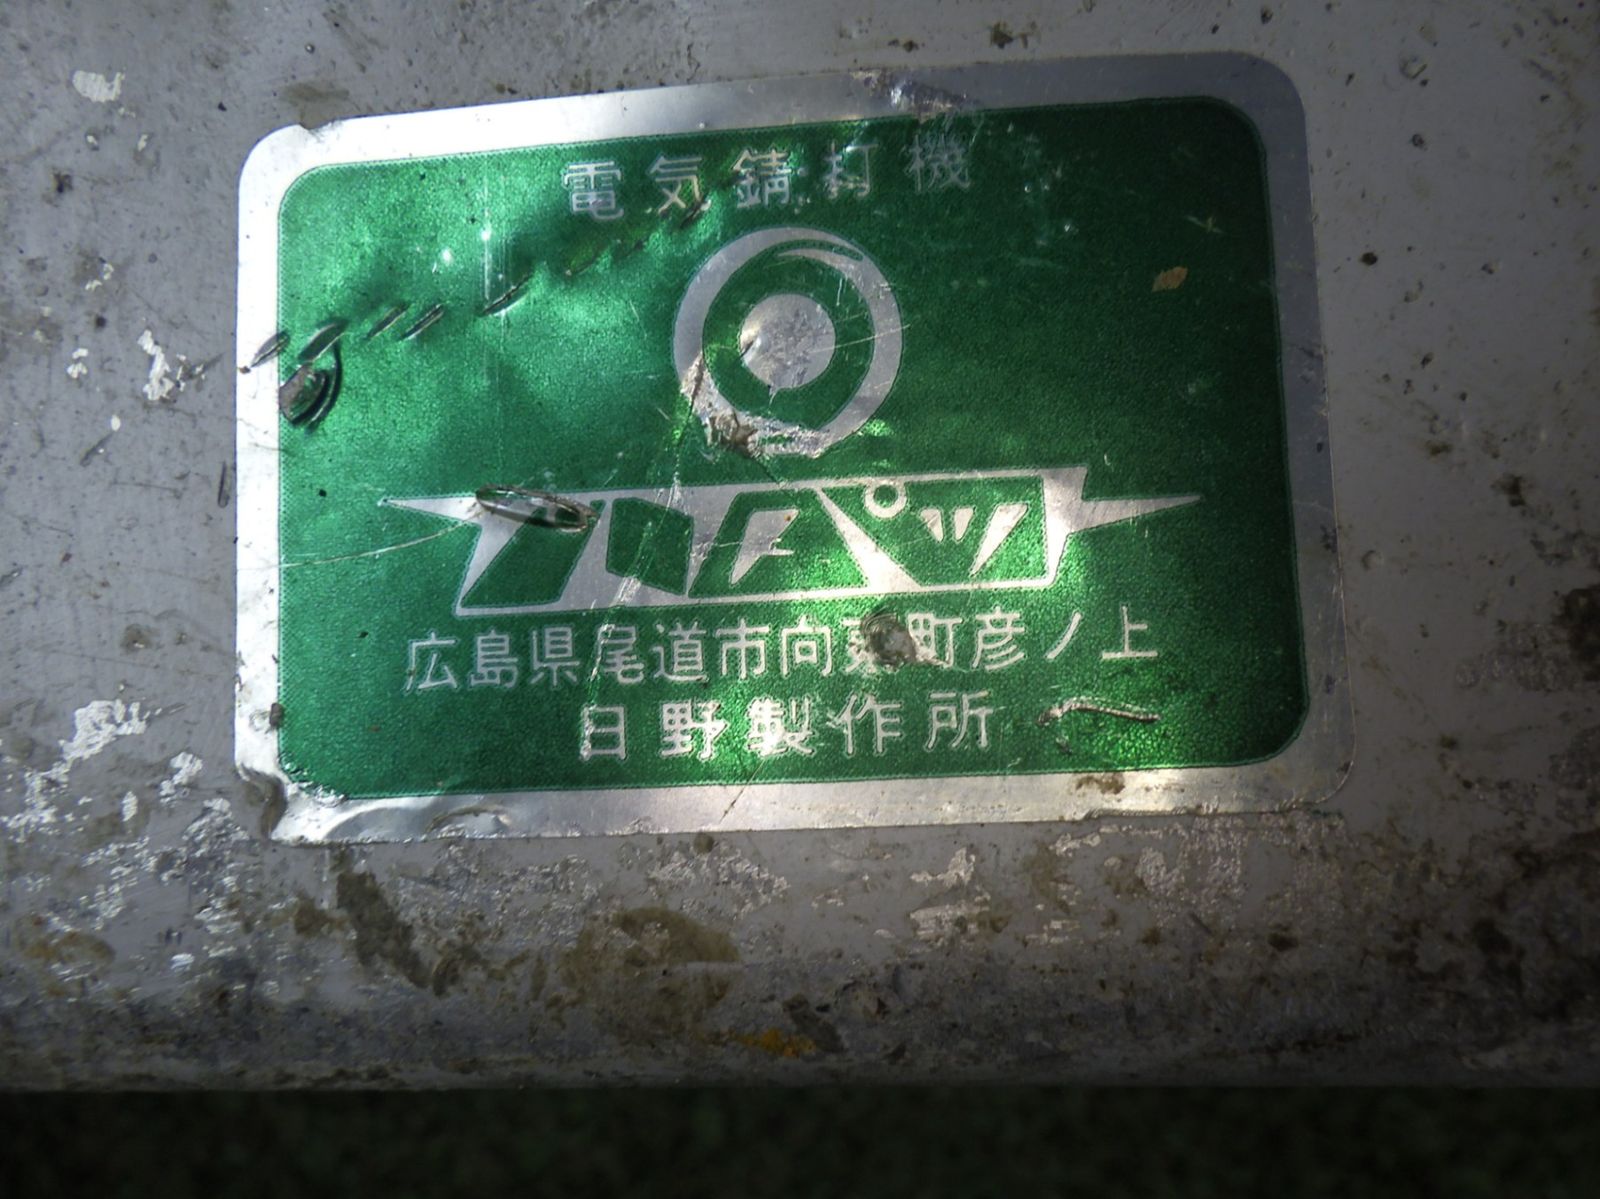 電気錆打機
広島県尾道市向東町彦ノ上
日野製作所